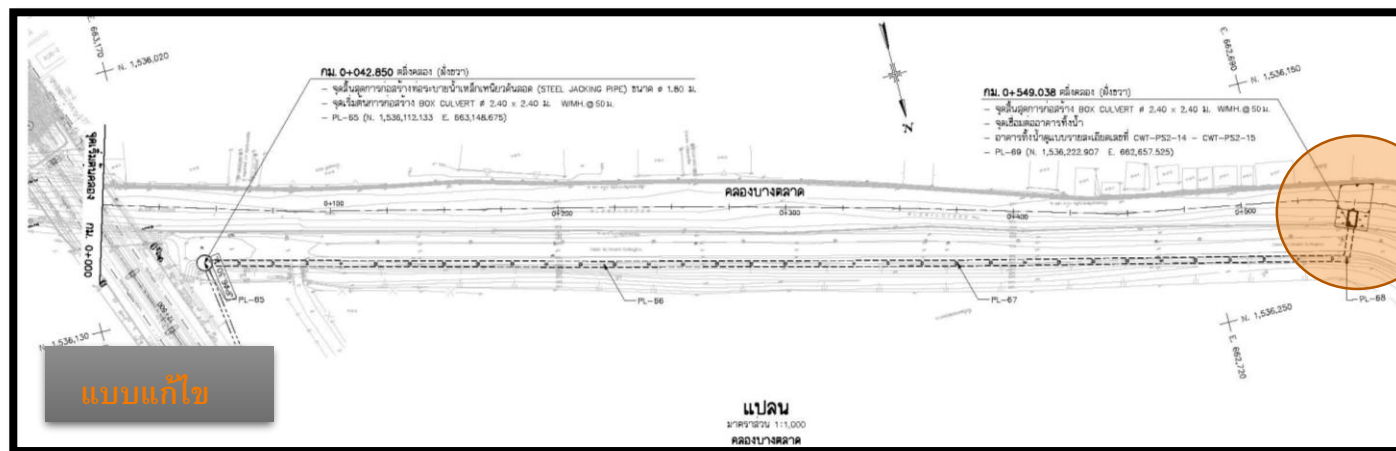 E. 663,170
N. 1,536,020
กม. 0+042.850 ตลิ่งคลอง (ฝั่งขวา)
- จุดสิ้นสุดการก่อสร้างท่อระบายน้ำเหล็กเหนียวดันลอด (STEEL JACKING PIPE) ขนาด ø 1.80 ม.
- จุดเริ่มต้นการก่อสร้าง BOX CULVERT # 2.40 x 2.40 ม. W/MH.@ 50 ม.
- PL-65 (N. 1,536,112.133 E. 663,148.675)
N
E. 662,690
N. 1,536,150
กม. 0+549.038 ตลิ่งคลอง (ฝั่งขวา)
- จุดสิ้นสุดการก่อสร้าง BOX CULVERT # 2.40 x 2.40 ม. W/MH.@ 50 ม.
- จุดเชื่อมต่ออาคารทิ้งน้ำ
- อาคารทิ้งน้ำดูแบบรายละเอียดเลขที่ CWT-PS2-14 - CWT-PS2-15
- PL-69 (N. 1,536,222.907 E. 662,657.525)
จุดเริ่มต้นคลอง กม. 0+000
คลองบางตลาด
0+100
0+200
0+300
0+400
0+500
PL-65
PL-66
PL-67
PL-68
N. 1,536,130
N. 1,536,250
E. 662,720
แบบแก้ไข
แปลน
มาตราส่วน 1:1,000
คลองบางตลาด